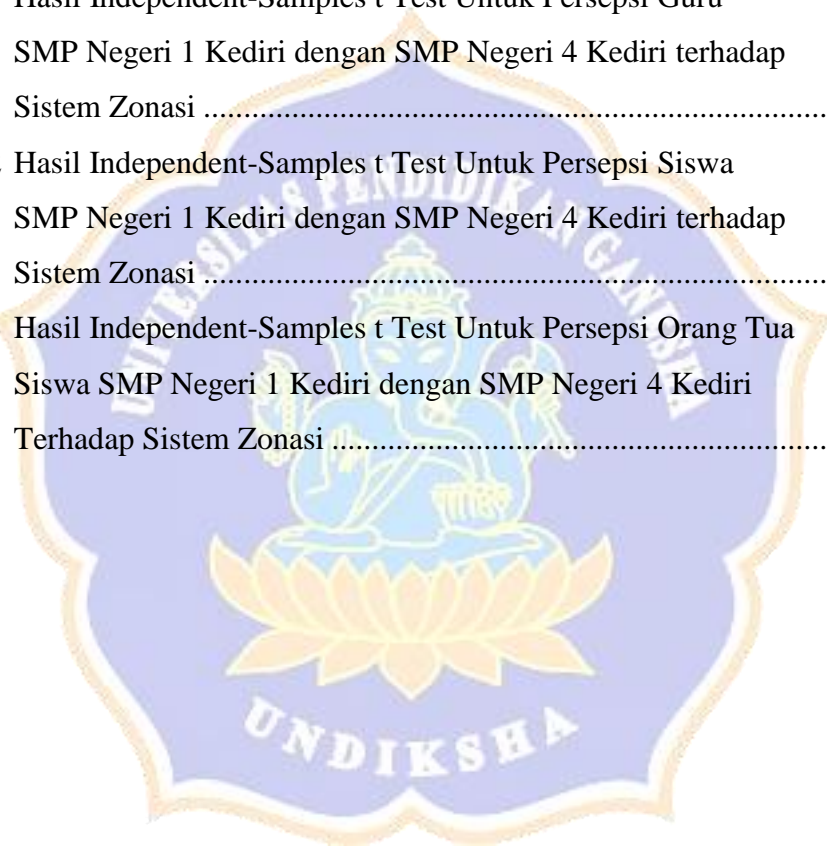 Hasil Independent-Samples t Test Untuk Persepsi Guru
SMP Negeri 1 Kediri dengan SMP Negeri 4 Kediri terhadap
Sistem Zonasi ..............................................................................
Hasil Independent-Samples t Test Untuk Persepsi Siswa
SMP Negeri 1 Kediri dengan SMP Negeri 4 Kediri terhadap
Sistem Zonasi ..............................................................................
Hasil Independent-Samples t Test Untuk Persepsi Orang Tua
Siswa SMP Negeri 1 Kediri dengan SMP Negeri 4 Kediri
Terhadap Sistem Zonasi ..............................................................
UNIVERSITAS PENDIDIKAN GANESHA
UNDIKSHA